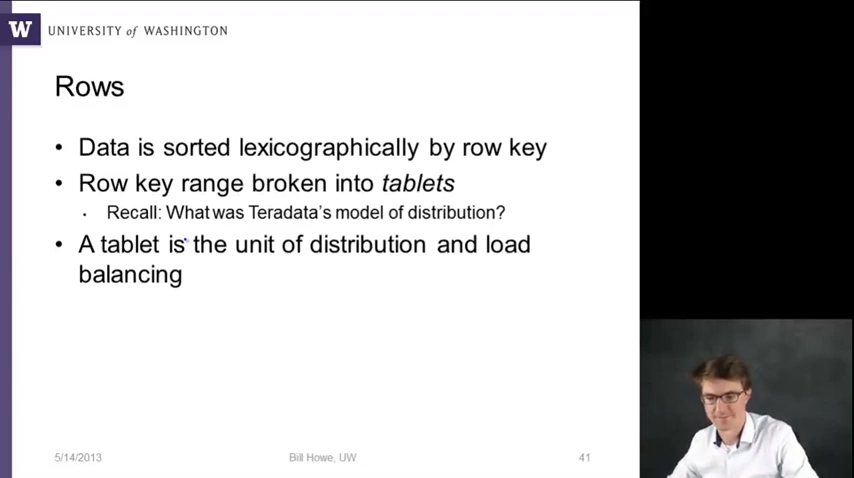 W UNIVERSITY of WASHINGTON
Rows
• Data is sorted lexicographically by row key
• Row key range broken into tablets
• Recall: What was Teradata's model of distribution?
• A tablet is the unit of distribution and load
balancing
5/14/2013 Bill Howe, UW 41